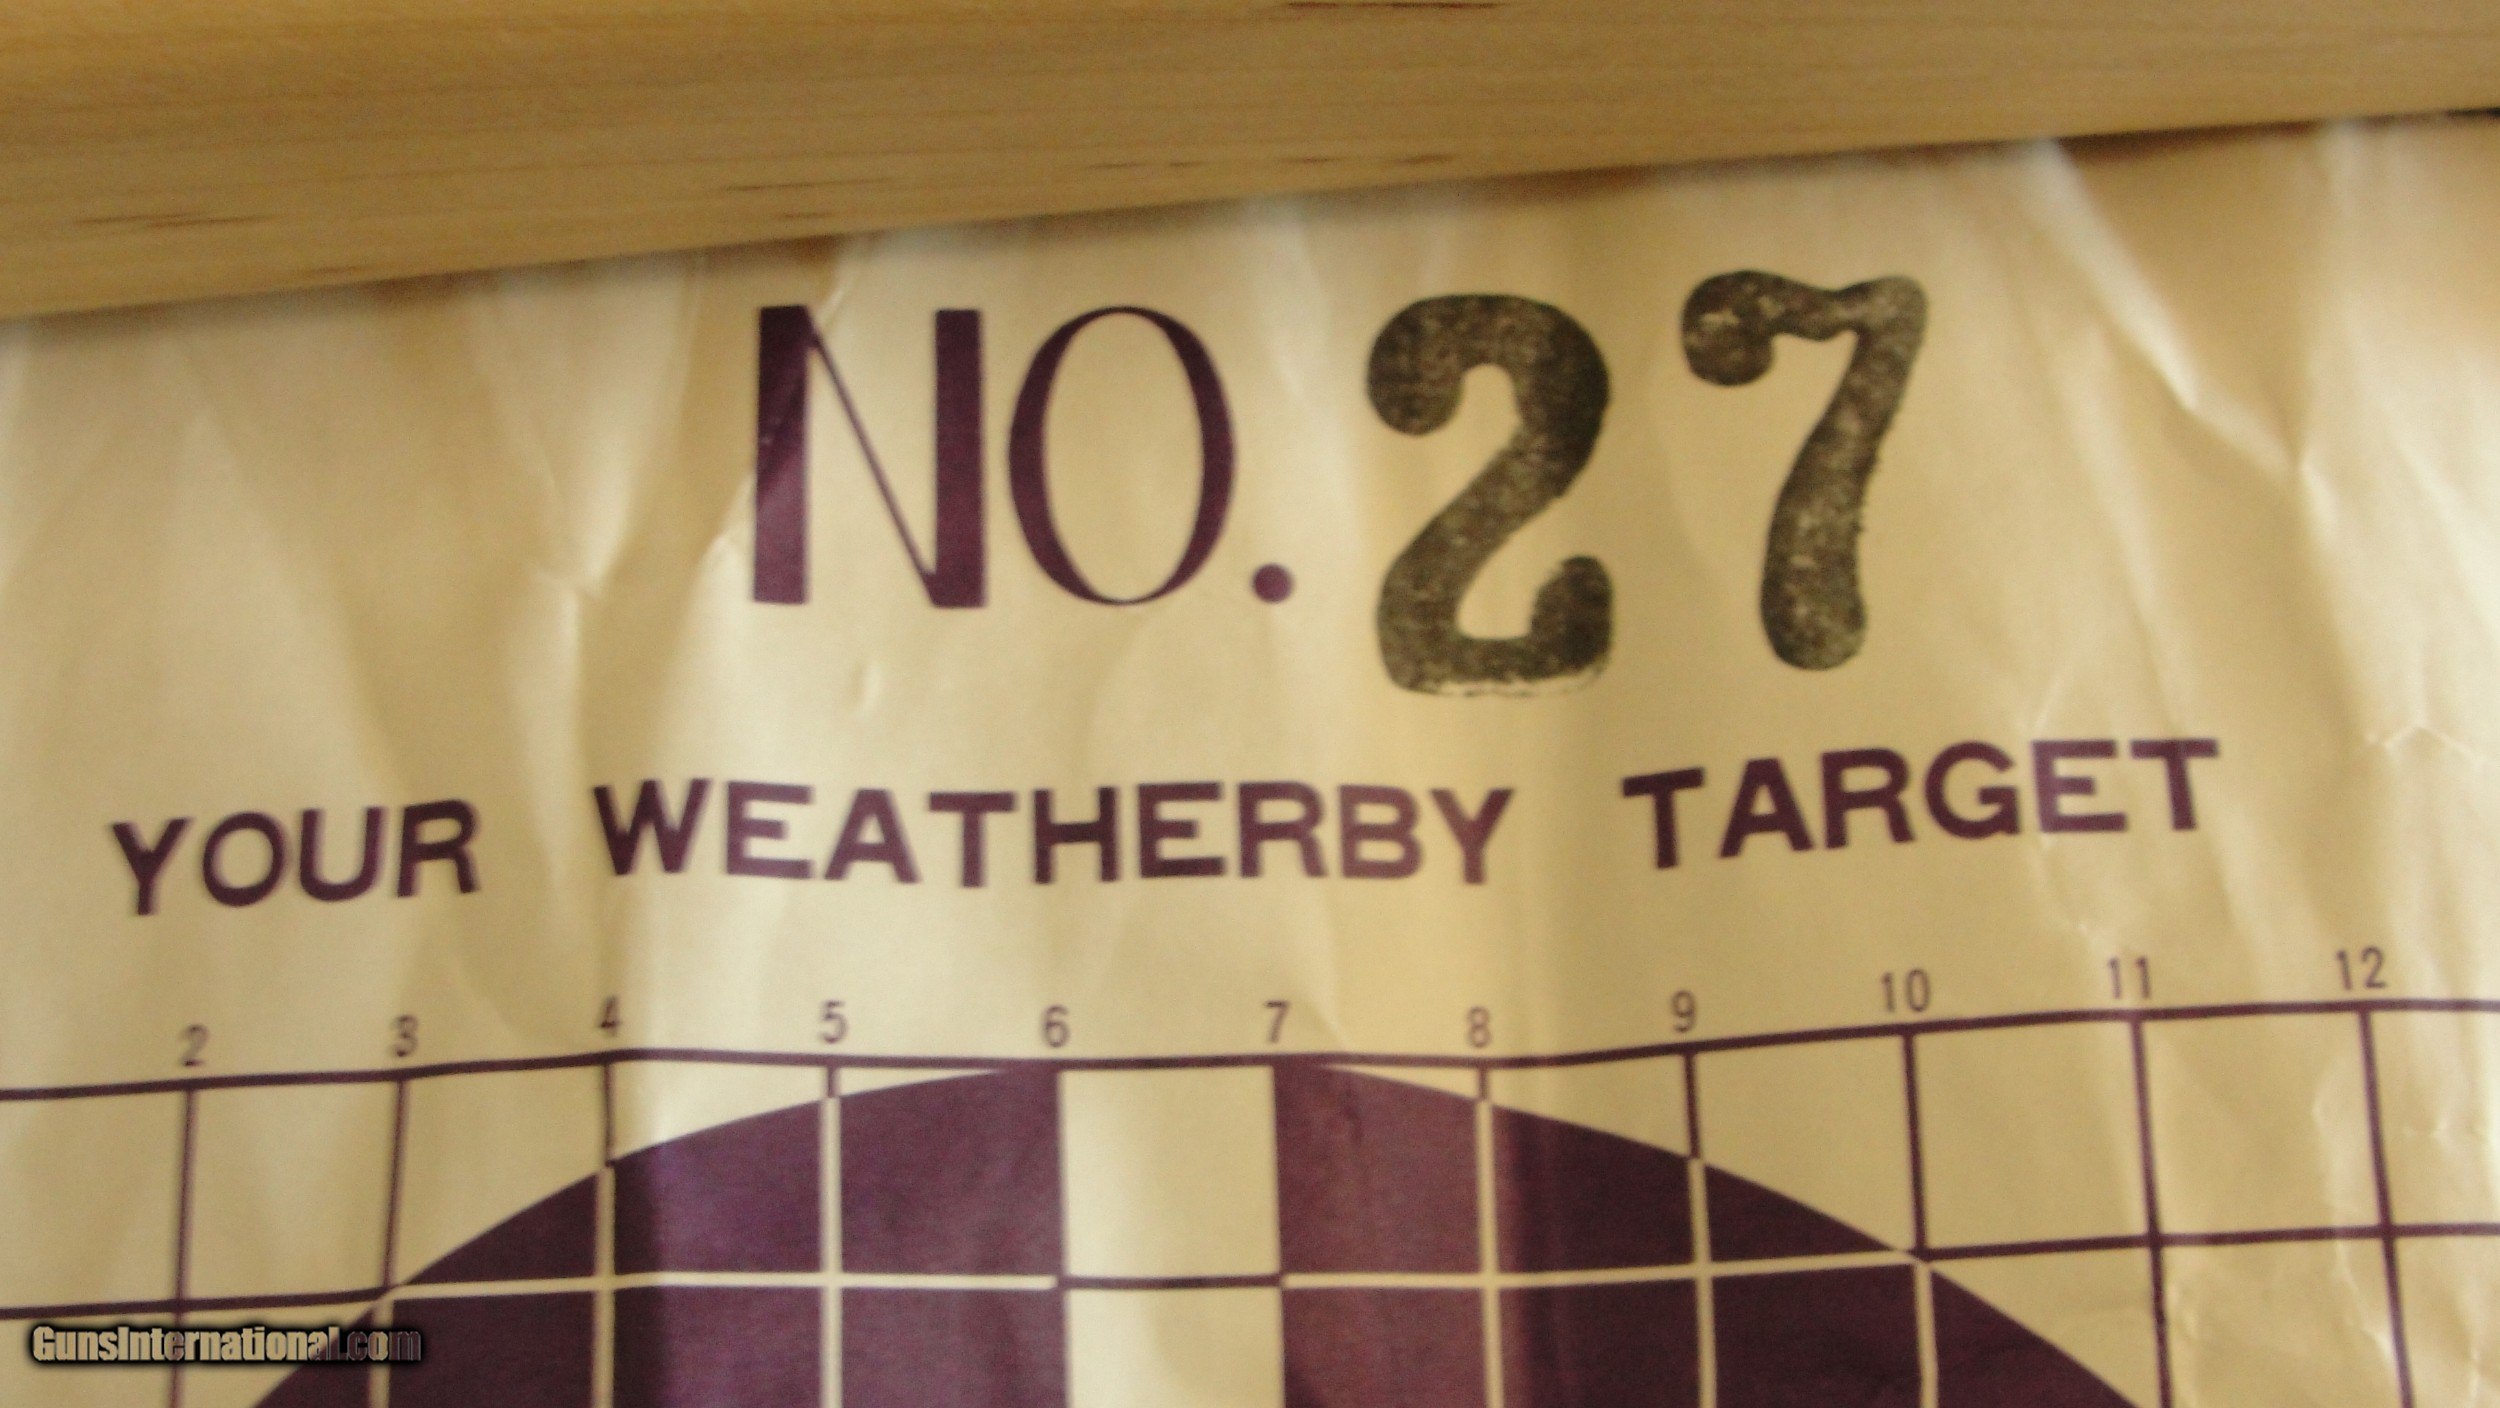 NO. 27
YOUR WEATHERBY TARGET
2 3 4 5 6 7 8 9 10 11 12
GunsInternational.com